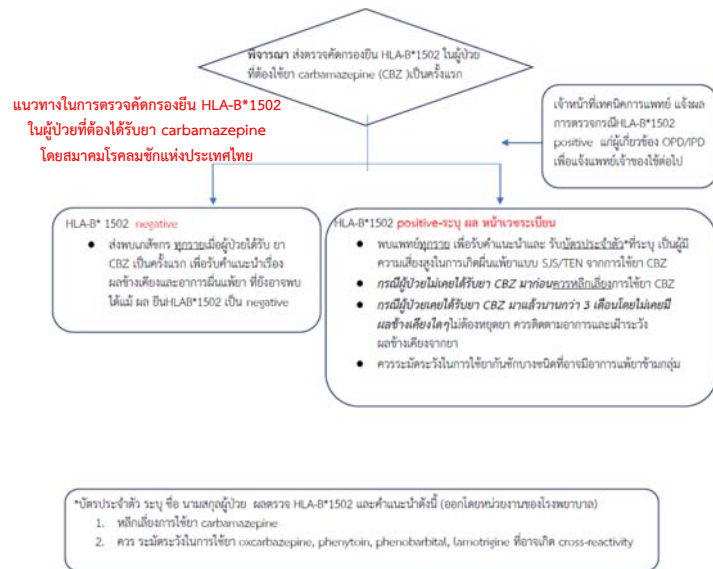 พิจารณา ส่งตรวจคัดกรองยีน HLA-B*1502 ในผู้ป่วย
ที่ต้องใช้ยา carbamazepine (CBZ )เป็นครั้งแรก
แนวทางในการตรวจคัดกรองยีน HLA-B*1502
ในผู้ป่วยที่ต้องได้รับยา carbamazepine
โดยสมาคมโรคลมชักแห่งประเทศไทย
เจ้าหน้าที่เทคนิคการแพทย์ แจ้งผล
การตรวจกรณีHLA-B*1502
positive แก่ผู้เกี่ยวข้อง OPD/IPD
เพื่อแจ้งแพทย์เจ้าของไข้ต่อไป
HLA-B* 1502 negative
● ส่งพบเภสัชกร ทุกรายเมื่อผู้ป่วยได้รับ ยา
CBZ เป็นครั้งแรก เพื่อรับคำแนะนำเรื่อง
ผลข้างเคียงและอาการผื่นแพ้ยา ที่ยังอาจพบ
ได้แม้ ผล ยีนHLAB*1502 เป็น negative
HLA-B*1502 positive-ระบุ ผล หน้าเวชระเบียน
● พบแพทย์ทุกราย เพื่อรับคำแนะนำและ รับบัตรประจำตัว*ที่ระบุ เป็นผู้มี
ความเสี่ยงสูงในการเกิดผื่นแพ้ยาแบบ SJS/TEN จากการใช้ยา CBZ
● กรณีผู้ป่วยไม่เคยได้รับยา CBZ มาก่อนควรหลีกเลี่ยงการใช้ยา CBZ
● กรณีผู้ป่วยเคยได้รับยา CBZ มาแล้วนานกว่า 3 เดือนโดยไม่เคยมี
ผลข้างเคียงใดๆไม่ต้องหยุดยา ควรติดตามอาการและเฝ้าระวัง
ผลข้างเคียงจากยา
● ควรระมัดระวังในการใช้ยากันชักบางชนิดที่อาจมีอาการแพ้ยาข้ามกลุ่ม
*บัตรประจำตัว ระบุ ชื่อ นามสกุลผู้ป่วย ผลตรวจ HLA-B*1502 และคำแนะนำดังนี้ (ออกโดยหน่วยงานของโรงพยาบาล)
1. หลีกเลี่ยงการใช้ยา carbamazepine
2. ควร ระมัดระวังในการใช้ยา oxcarbazepine, phenytoin, phenobarbital, lamotrigine ที่อาจเกิด cross-reactivity